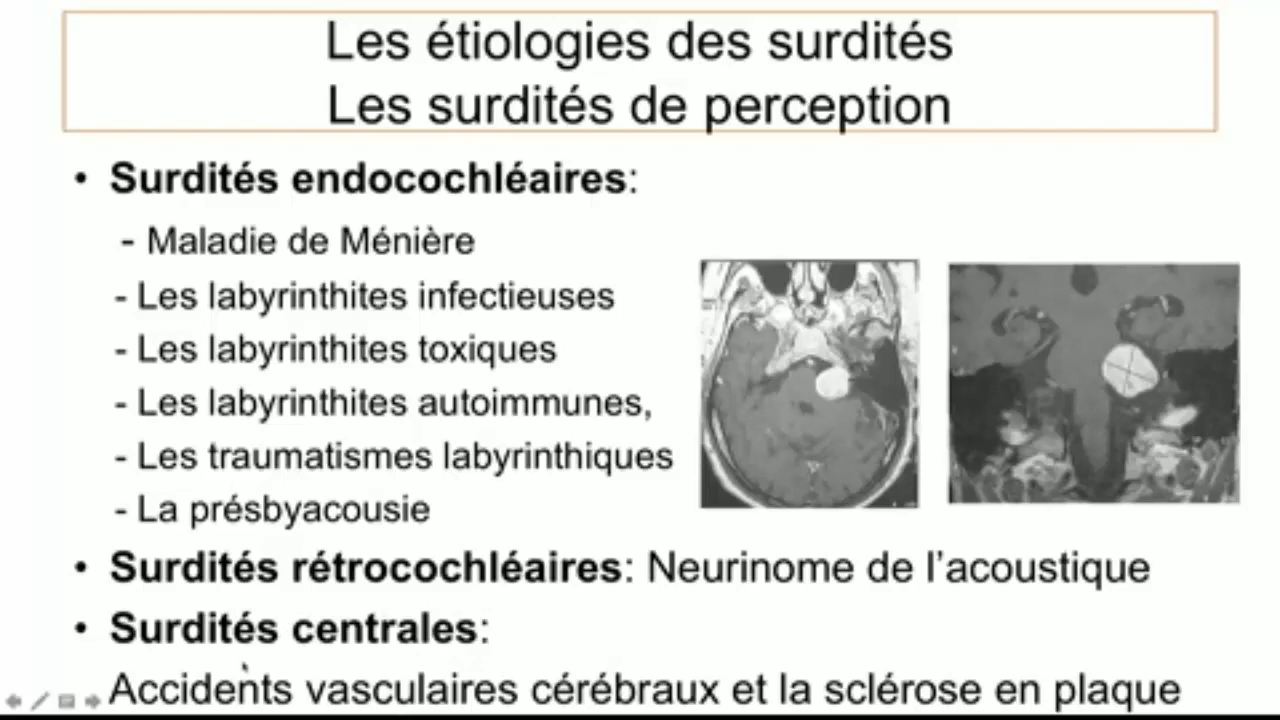 Les étiologies des surdités
Les surdités de perception
• Surdités endocochléaires:
- Maladie de Ménière
- Les labyrinthites infectieuses
- Les labyrinthites toxiques
- Les labyrinthites autoimmunes,
- Les traumatismes labyrinthiques
- La présbyacousie
• Surdités rétrocochléaires: Neurinome de l'acoustique
• Surdités centrales:
Accidents vasculaires cérébraux et la sclérose en plaque